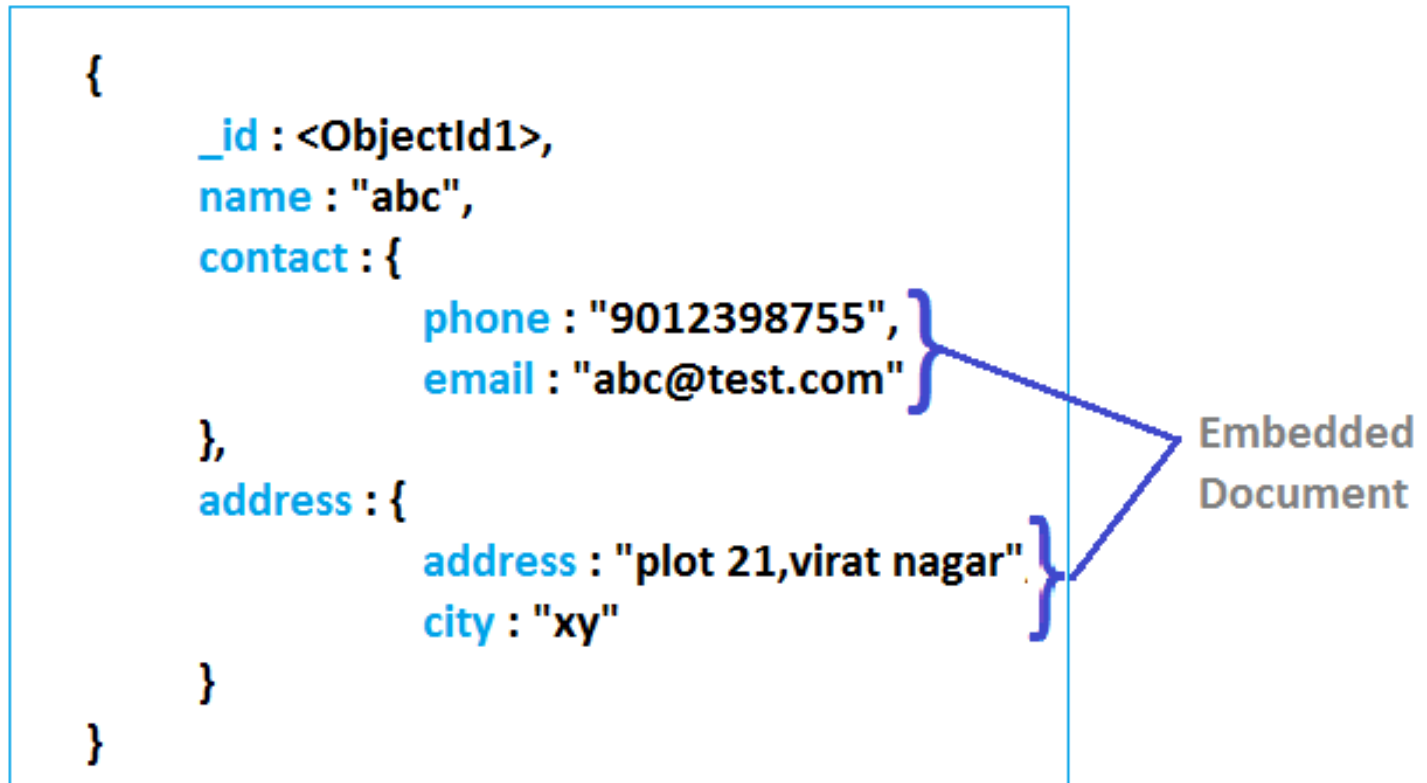 {
_id : <ObjectId1>,
name : "abc",
contact : {
phone : "9012398755",
email : "abc@test.com"
},
address : {
address : "plot 21,virat nagar",
city : "xy"
}
}
Embedded
Document